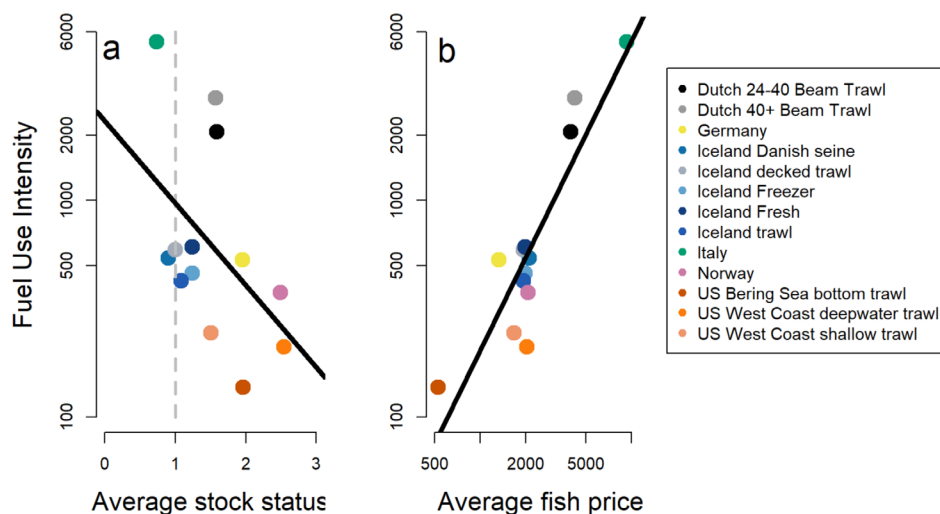 a
b
Fuel Use Intensity
6000
2000
1000
500
100
0 1 2 3
Average stock status
6000
2000
1000
500
100
500 2000 5000
Average fish price
Dutch 24-40 Beam Trawl
Dutch 40+ Beam Trawl
Germany
Iceland Danish seine
Iceland decked trawl
Iceland Freezer
Iceland Fresh
Iceland trawl
Italy
Norway
US Bering Sea bottom trawl
US West Coast deepwater trawl
US West Coast shallow trawl